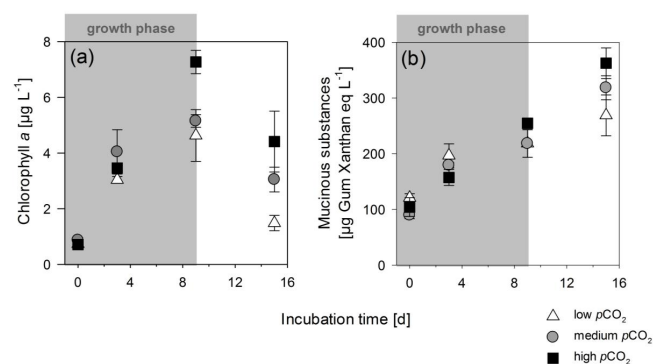 growth phase
(a)
Chlorophyll a [µg L⁻¹]
8
6
4
2
0
0 4 8 12 16
growth phase
(b)
Mucinous substances
[µg Gum Xanthan eq L⁻¹]
400
300
200
100
0
0 4 8 12 16
Incubation time [d]
low pCO₂
medium pCO₂
high pCO₂